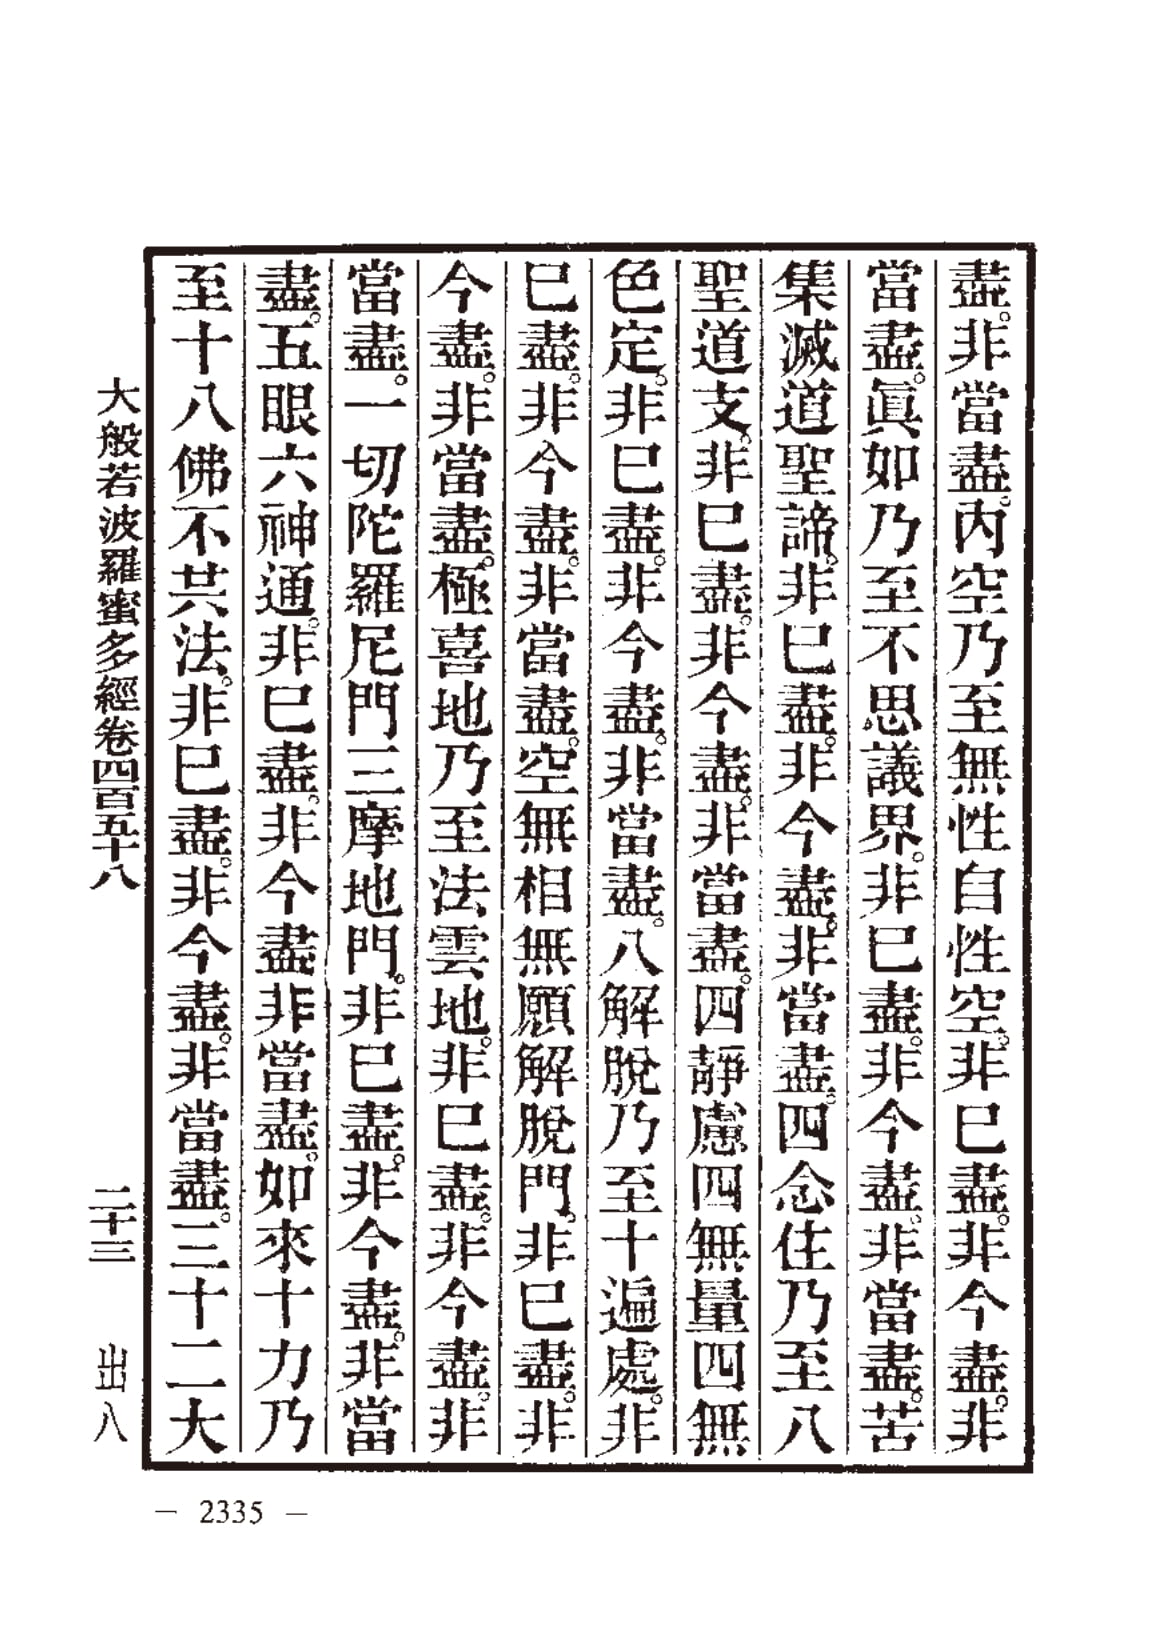 盡。非當盡。內空乃至無性自性空。非已盡。非今盡。非
當盡。眞如乃至不思議界。非已盡。非今盡。非當盡。苦
集滅道聖諦。非已盡。非今盡。非當盡。四念住乃至八
聖道支。非已盡。非今盡。非當盡。四靜慮四無量四無
色定。非已盡。非今盡。非當盡。八解脫乃至十遍處。非
已盡。非今盡。非當盡。空無相無願解脫門。非已盡。非
今盡。非當盡。極喜地乃至法雲地。非已盡。非今盡。非
當盡。一切陀羅尼門三摩地門。非已盡。非今盡。非當
盡。五眼六神通。非已盡。非今盡非當盡。如來十力乃
至十八佛不共法。非已盡。非今盡。非當盡。三十二大
大般若波羅蜜多經卷四百五十八 二十三 出八
— 2335 —